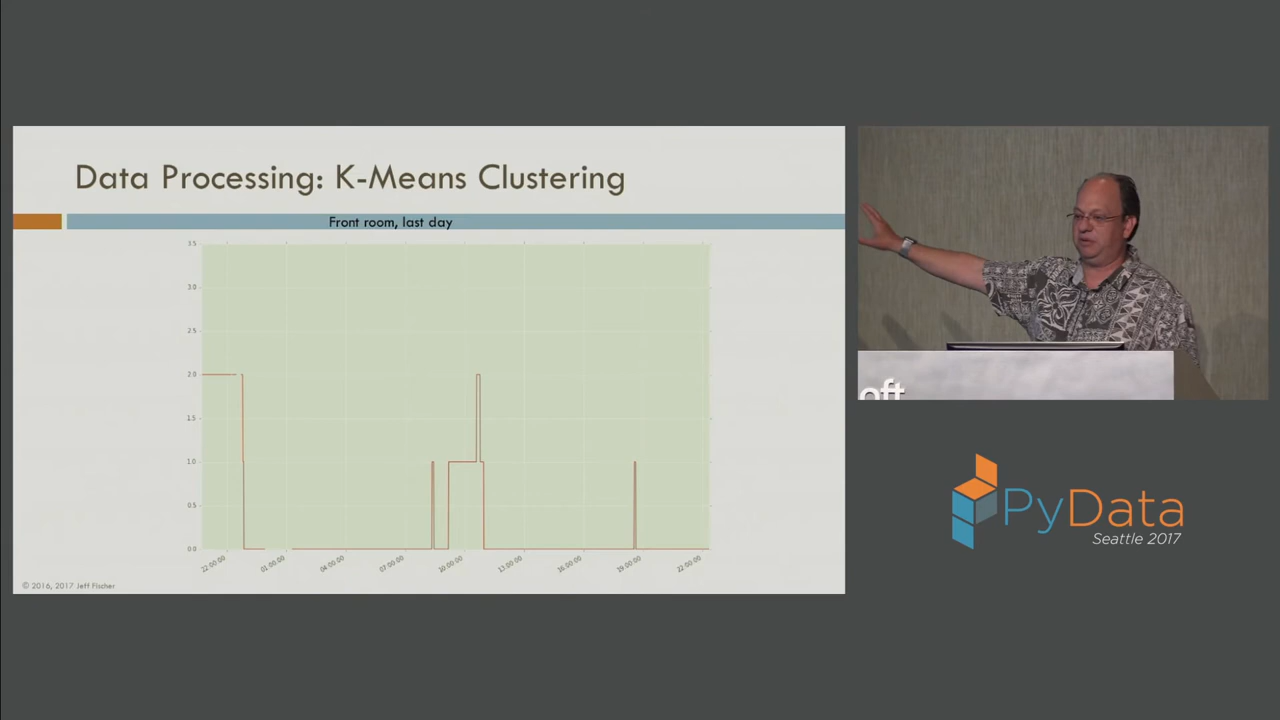 Data Processing: K-Means Clustering
Front room, last day
3.5
3.0
2.5
2.0
1.5
1.0
0.5
0.0
22:00:00
01:00:00
04:00:00
07:00:00
10:00:00
13:00:00
16:00:00
19:00:00
22:00:00
© 2016, 2017 Jeff Fischer
oft
PyData
Seattle 2017